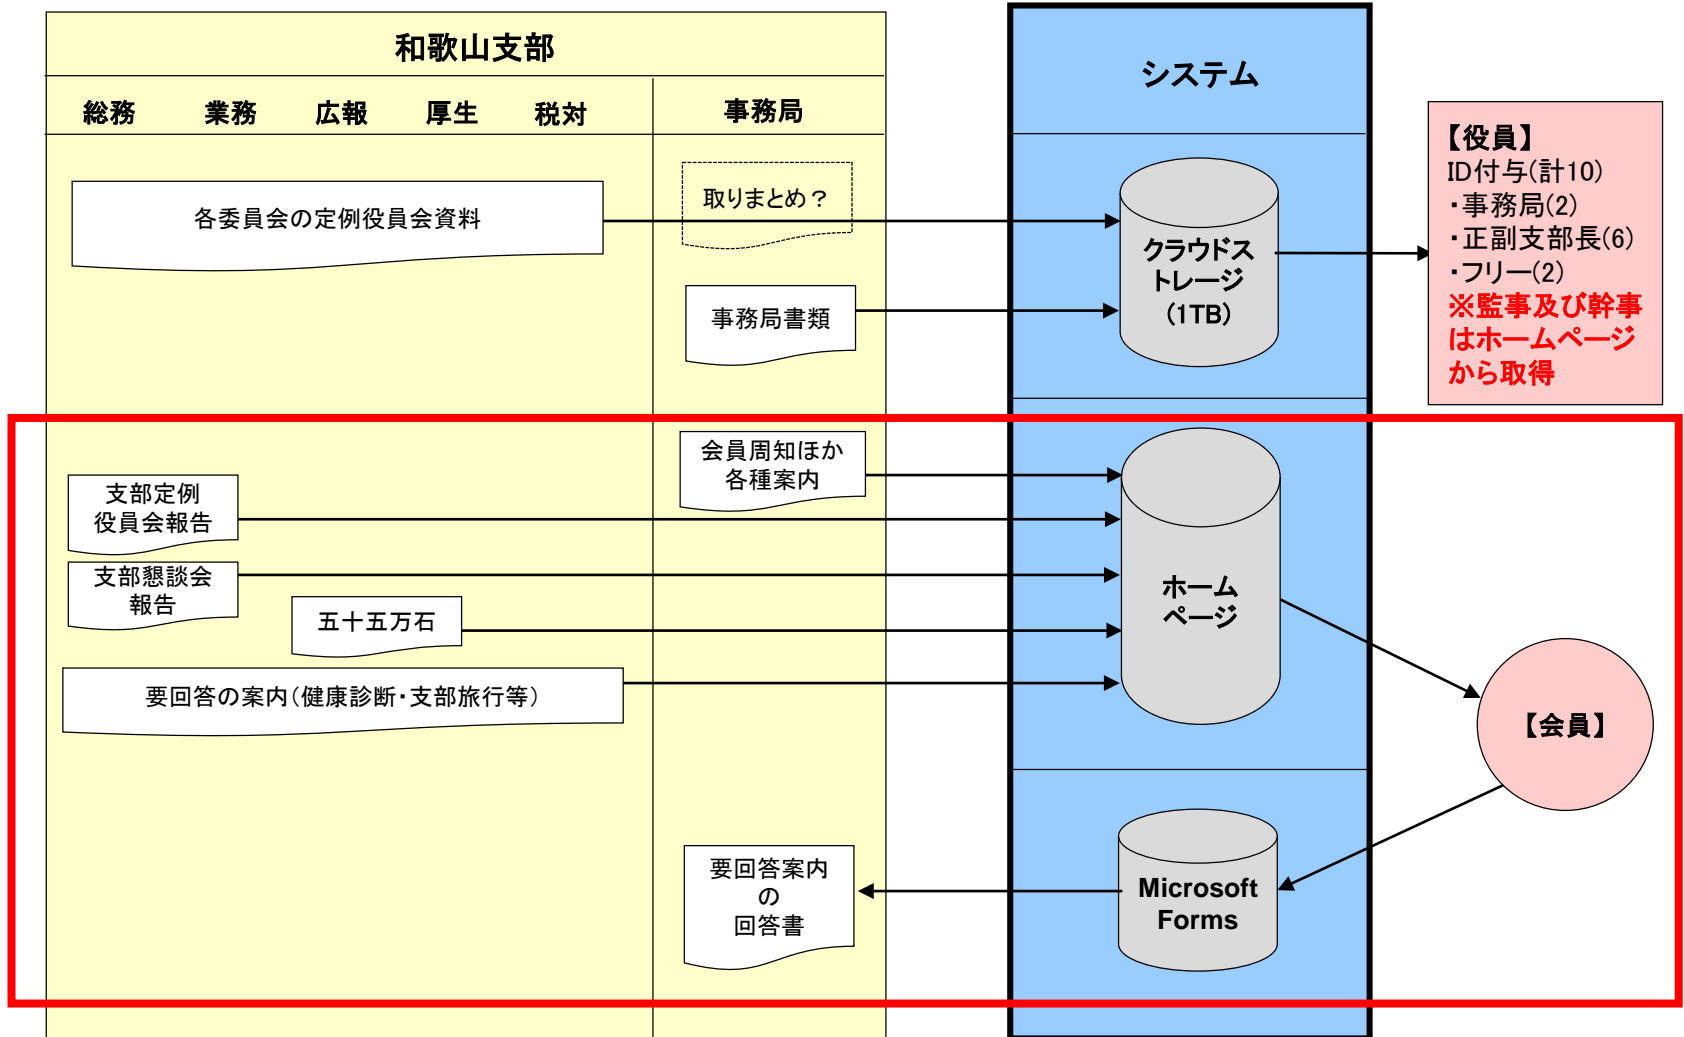 和歌山支部
総務 業務 広報 厚生 税対 事務局
各委員会の定例役員会資料
取りまとめ？
事務局書類
会員周知ほか
各種案内
支部定例
役員会報告
支部懇談会
報告
五十五万石
要回答の案内（健康診断・支部旅行等）
要回答案内
の
回答書
システム
クラウドス
トレージ
（1TB）
ホーム
ページ
Microsoft
Forms
【役員】
ID付与(計10)
・事務局(2)
・正副支部長(6)
・フリー(2)
※監事及び幹事
はホームページ
から取得
【会員】